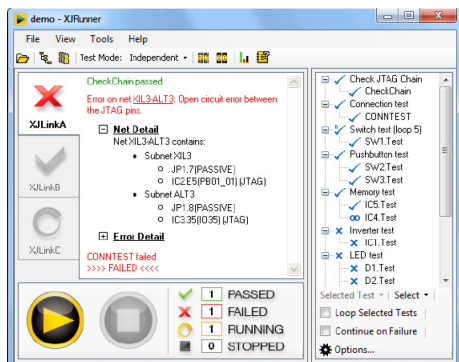 demo - XJRunner
File View Tools Help
Test Mode: Independent
XJLinkA
XJLinkB
XJLinkC
CheckChain passed
Error on net XIL3-ALT3: Open circuit error between
the JTAG pins.
Net Detail
Net XIL3-ALT3 contains:
Subnet XIL3
JP1.7(PASSIVE)
IC2.E5(PB01_01) (JTAG)
Subnet ALT3
JP1.8(PASSIVE)
IC3.35(IO35) (JTAG)
Error Detail
CONNTEST failed
>>>> FAILED <<<<
1 PASSED
1 FAILED
1 RUNNING
0 STOPPED
Check JTAG Chain
CheckChain
Connection test
CONNTEST
Switch test (loop 5)
SW1.Test
Pushbutton test
SW2.Test
SW3.Test
Memory test
IC5.Test
IC4.Test
Inverter test
IC1.Test
LED test
D1.Test
D2.Test
Selected Test Select
Loop Selected Tests
Continue on Failure
Options...